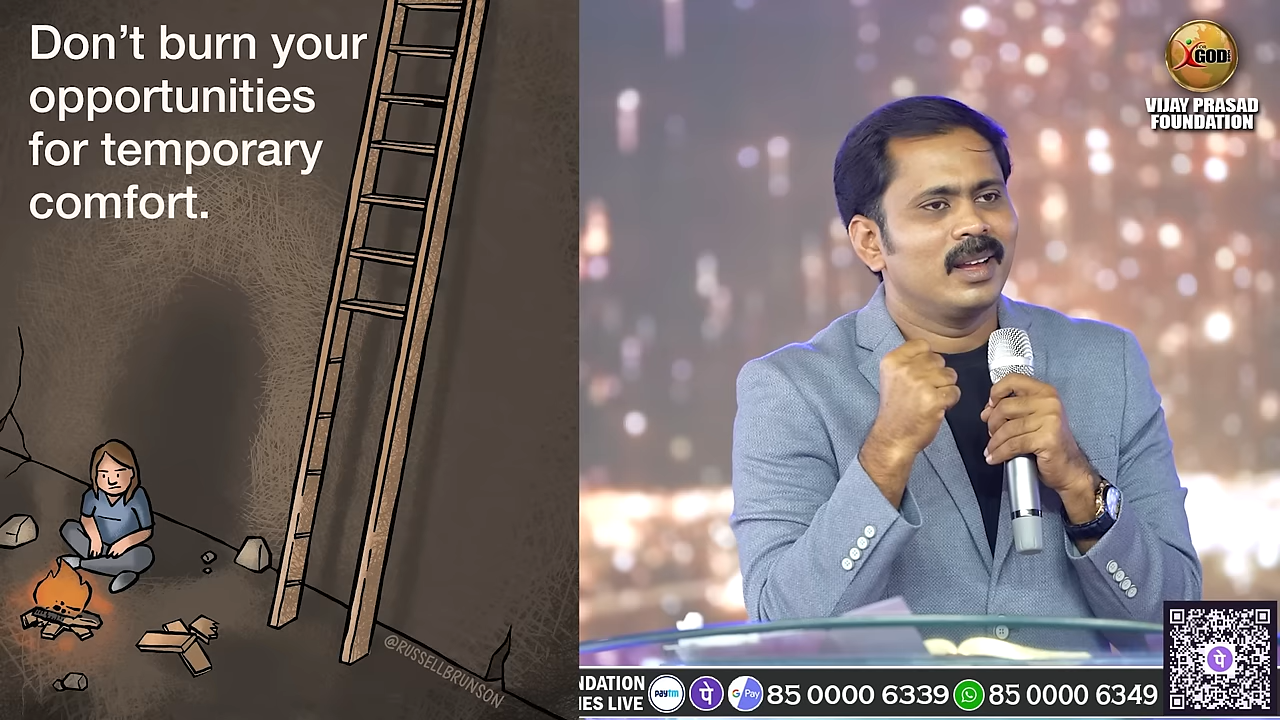 Don't burn your
opportunities
for temporary
comfort.
@RUSSELLBRUNSON
GOD
VIJAY PRASAD
FOUNDATION
NDATION
IES LIVE
paytm
पे
G Pay
85 0000 6339
85 0000 6349
पे